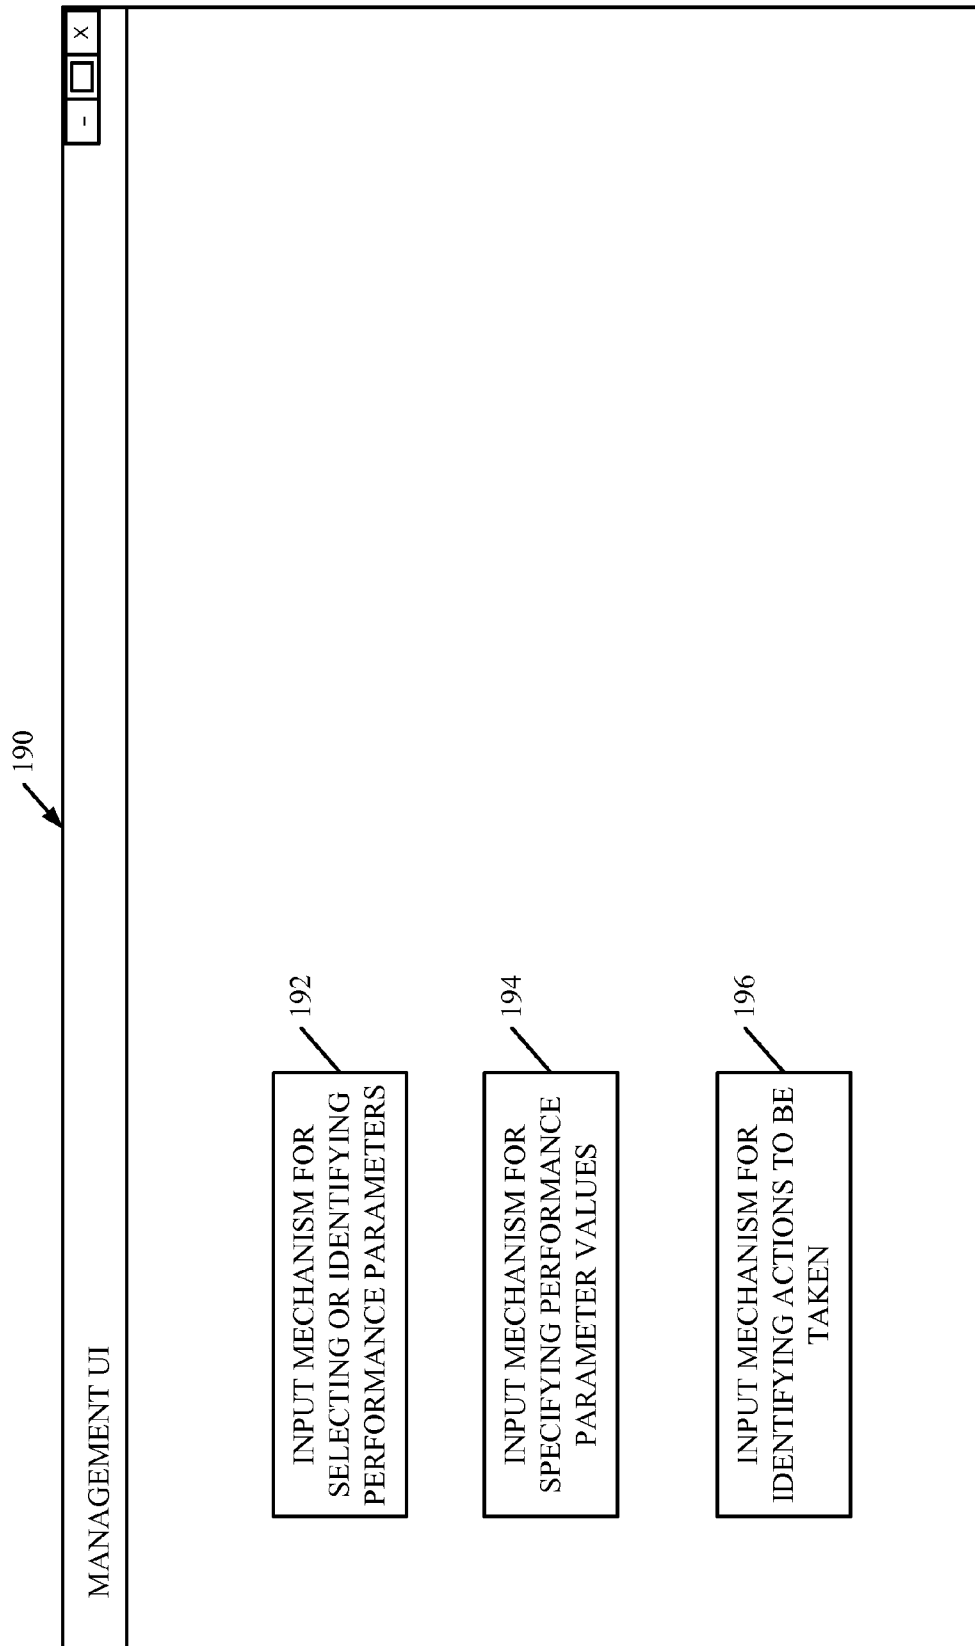 190
MANAGEMENT UI
- X
INPUT MECHANISM FOR
SELECTING OR IDENTIFYING
PERFORMANCE PARAMETERS
192
INPUT MECHANISM FOR
SPECIFYING PERFORMANCE
PARAMETER VALUES
194
INPUT MECHANISM FOR
IDENTIFYING ACTIONS TO BE
TAKEN
196